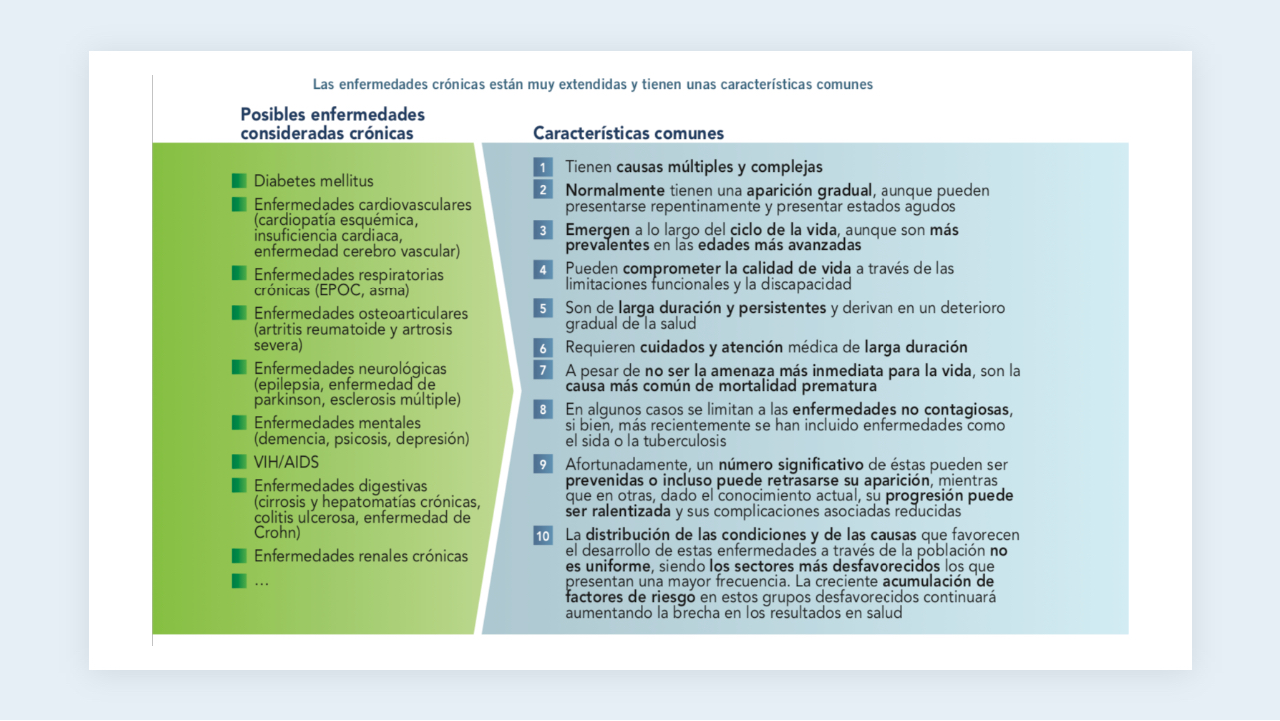 Las enfermedades crónicas están muy extendidas y tienen unas características comunes
Posibles enfermedades
consideradas crónicas
Diabetes mellitus
Enfermedades cardiovasculares
(cardiopatía esquémica,
insuficiencia cardiaca,
enfermedad cerebro vascular)
Enfermedades respiratorias
crónicas (EPOC, asma)
Enfermedades osteoarticulares
(artritis reumatoide y artrosis
severa)
Enfermedades neurológicas
(epilepsia, enfermedad de
parkinson, esclerosis múltiple)
Enfermedades mentales
(demencia, psicosis, depresión)
VIH/AIDS
Enfermedades digestivas
(cirrosis y hepatomatías crónicas,
colitis ulcerosa, enfermedad de
Crohn)
Enfermedades renales crónicas
...
Características comunes
1 Tienen causas múltiples y complejas
2 Normalmente tienen una aparición gradual, aunque pueden
presentarse repentinamente y presentar estados agudos
3 Emergen a lo largo del ciclo de la vida, aunque son más
prevalentes en las edades más avanzadas
4 Pueden comprometer la calidad de vida a través de las
limitaciones funcionales y la discapacidad
5 Son de larga duración y persistentes y derivan en un deterioro
gradual de la salud
6 Requieren cuidados y atención médica de larga duración
7 A pesar de no ser la amenaza más inmediata para la vida, son la
causa más común de mortalidad prematura
8 En algunos casos se limitan a las enfermedades no contagiosas,
si bien, más recientemente se han incluido enfermedades como
el sida o la tuberculosis
9 Afortunadamente, un número significativo de éstas pueden ser
prevenidas o incluso puede retrasarse su aparición, mientras
que en otras, dado el conocimiento actual, su progresión puede
ser ralentizada y sus complicaciones asociadas reducidas
10 La distribución de las condiciones y de las causas que favorecen
el desarrollo de estas enfermedades a través de la población no
es uniforme, siendo los sectores más desfavorecidos los que
presentan una mayor frecuencia. La creciente acumulación de
factores de riesgo en estos grupos desfavorecidos continuará
aumentando la brecha en los resultados en salud